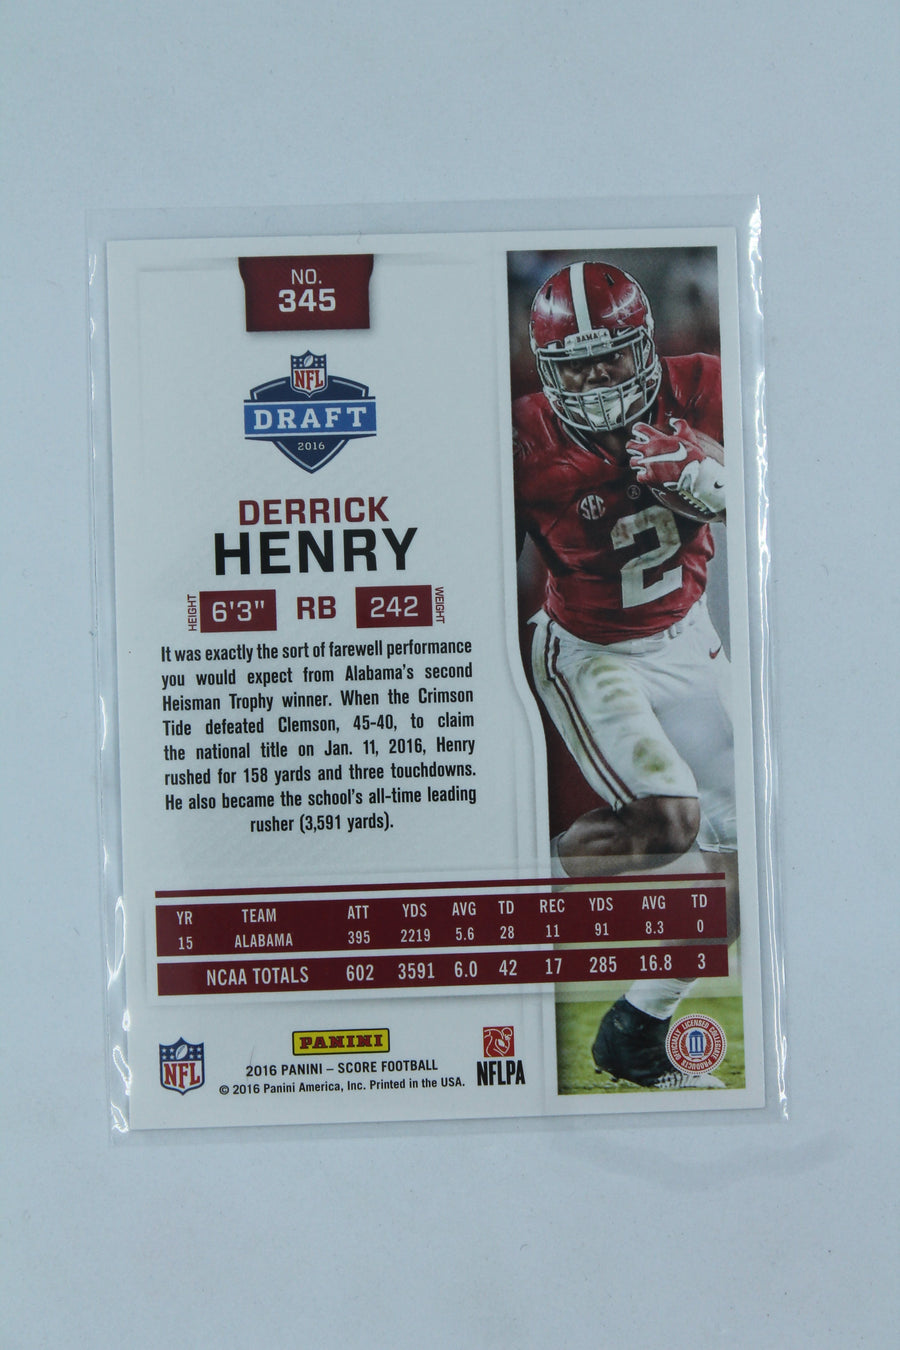 NO.
345
NFL
DRAFT
2016
DERRICK
HENRY
HEIGHT 6'3" RB 242 WEIGHT
It was exactly the sort of farewell performance
you would expect from Alabama's second
Heisman Trophy winner. When the Crimson
Tide defeated Clemson, 45-40, to claim
the national title on Jan. 11, 2016, Henry
rushed for 158 yards and three touchdowns.
He also became the school's all-time leading
rusher (3,591 yards).
BAMA
SEC
2
YR TEAM ATT YDS AVG TD REC YDS AVG TD
15 ALABAMA 395 2219 5.6 28 11 91 8.3 0
NCAA TOTALS 602 3591 6.0 42 17 285 16.8 3
NFL
PANINI
2016 PANINI – SCORE FOOTBALL
© 2016 Panini America, Inc. Printed in the USA.
NFLPA
OFFICIALLY LICENSED COLLEGIATE PRODUCTS